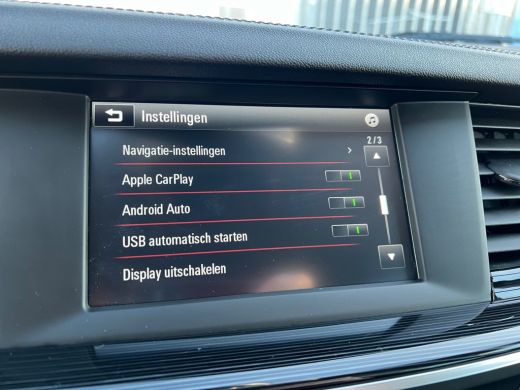 Instellingen
2/3
Navigatie-instellingen >
Apple CarPlay
Android Auto
USB automatisch starten
Display uitschakelen